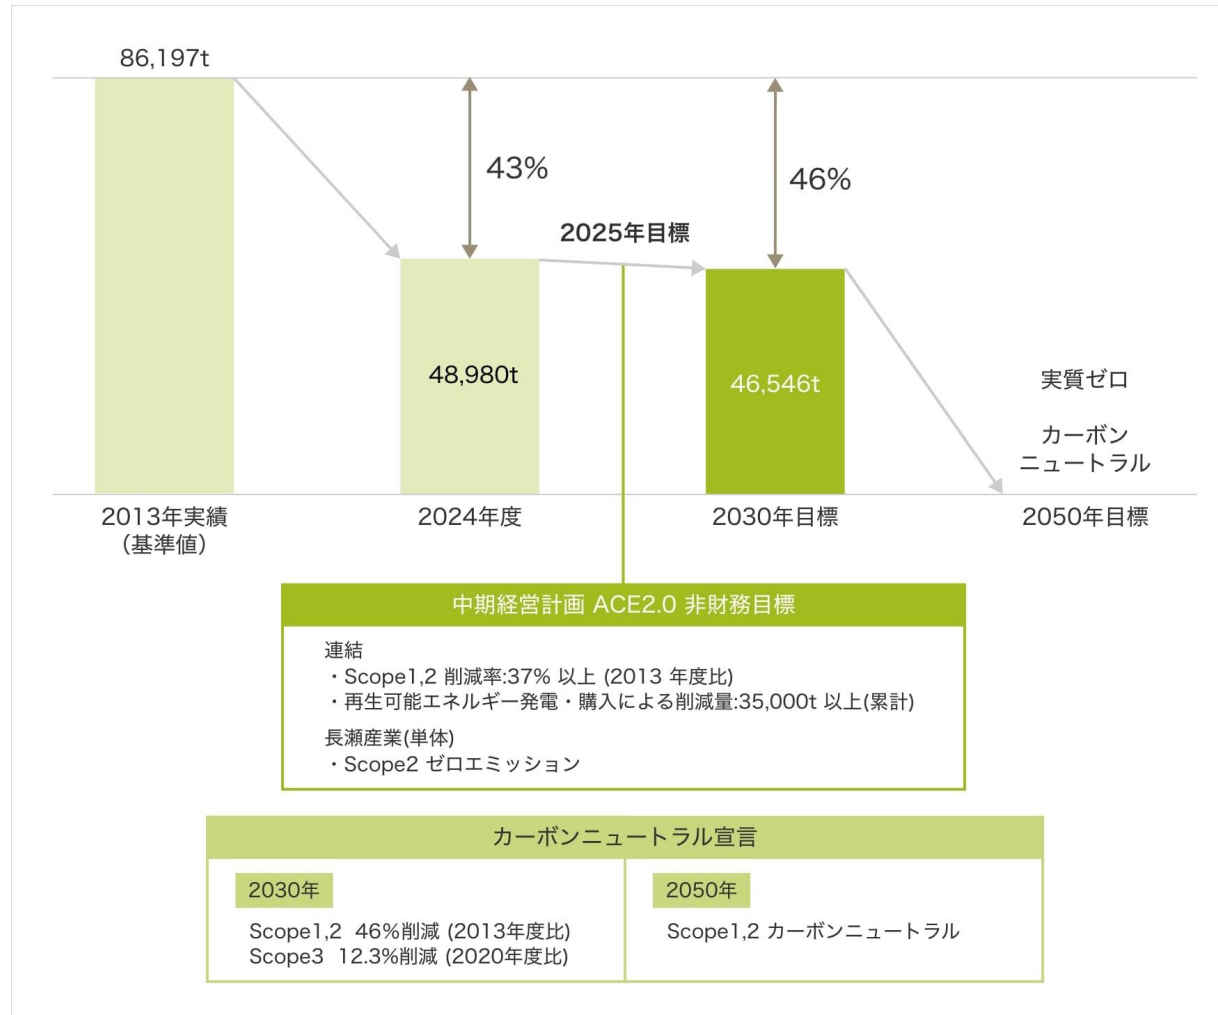 86,197t
43%
46%
2025年目標
48,980t
46,546t
実質ゼロ
カーボン
ニュートラル
2013年実績
（基準値）
2024年度
2030年目標
2050年目標
中期経営計画 ACE2.0 非財務目標
連結
・Scope1,2 削減率:37% 以上 (2013 年度比)
・再生可能エネルギー発電・購入による削減量:35,000t 以上(累計)
長瀬産業(単体)
・Scope2 ゼロエミッション
カーボンニュートラル宣言
2030年
Scope1,2 46%削減 (2013年度比)
Scope3 12.3%削減 (2020年度比)
2050年
Scope1,2 カーボンニュートラル